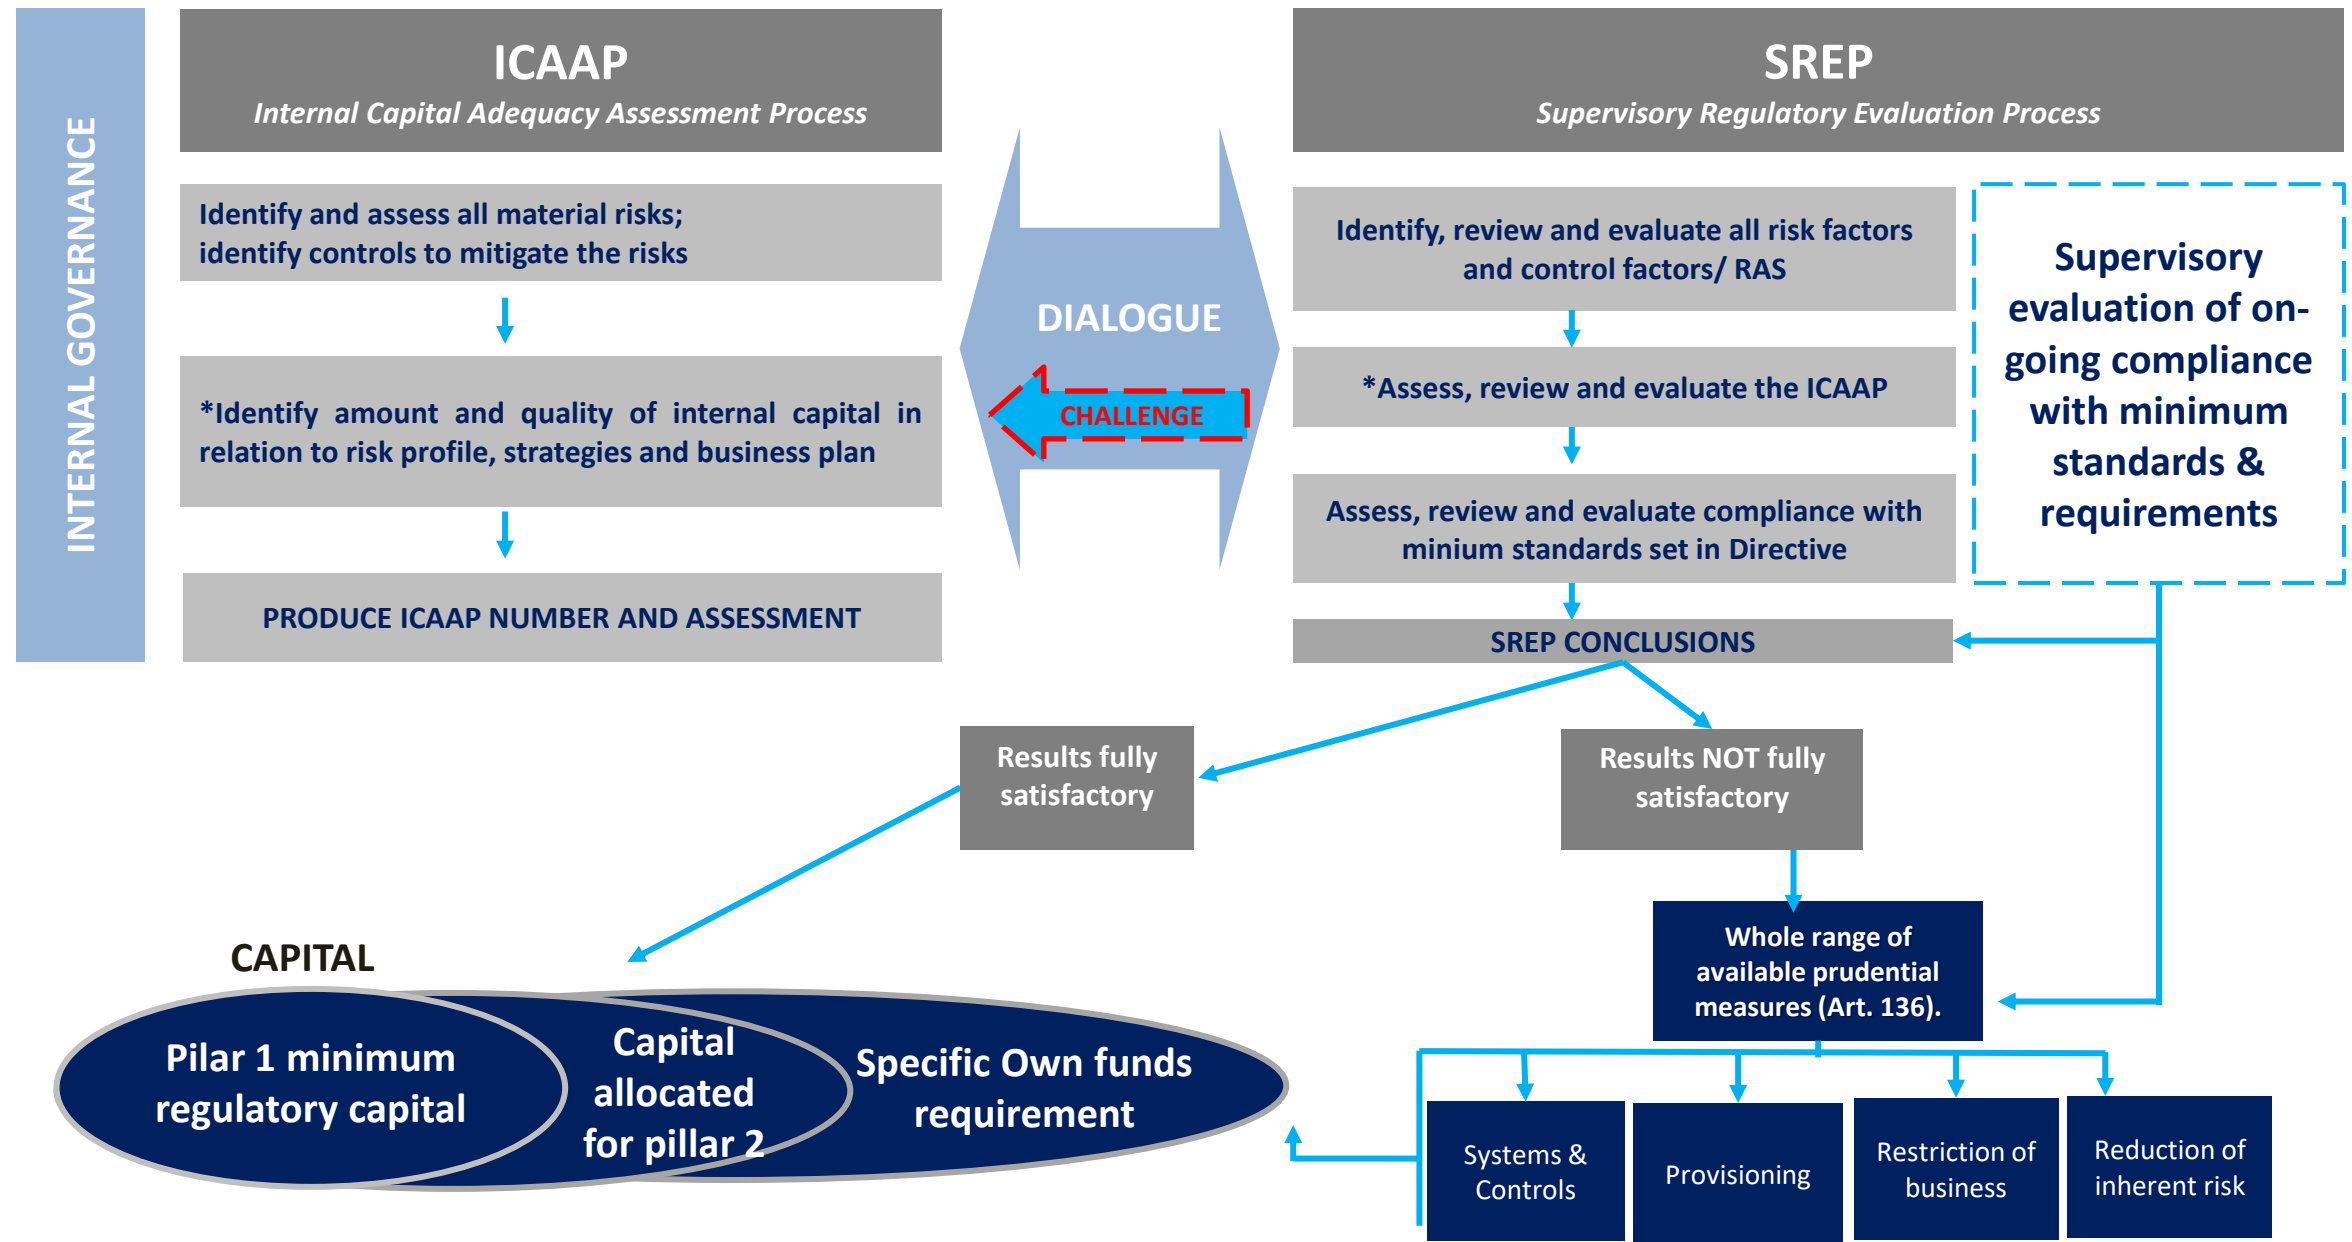 INTERNAL GOVERNANCE
ICAAP
Internal Capital Adequacy Assessment Process
Identify and assess all material risks;
identify controls to mitigate the risks
*Identify amount and quality of internal capital in
relation to risk profile, strategies and business plan
PRODUCE ICAAP NUMBER AND ASSESSMENT
DIALOGUE
CHALLENGE
SREP
Supervisory Regulatory Evaluation Process
Identify, review and evaluate all risk factors
and control factors/ RAS
*Assess, review and evaluate the ICAAP
Assess, review and evaluate compliance with
minium standards set in Directive
SREP CONCLUSIONS
Supervisory
evaluation of on-
going compliance
with minimum
standards &
requirements
Results fully
satisfactory
Results NOT fully
satisfactory
Whole range of
available prudential
measures (Art. 136).
CAPITAL
Pilar 1 minimum
regulatory capital
Capital
allocated
for pillar 2
Specific Own funds
requirement
Systems &
Controls
Provisioning
Restriction of
business
Reduction of
inherent risk